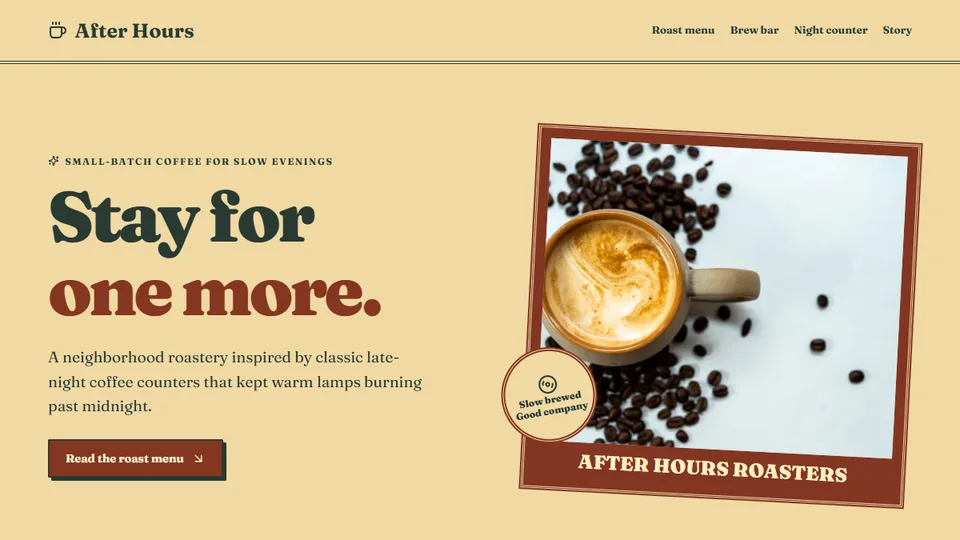 After Hours
Roast menu
Brew bar
Night counter
Story
SMALL-BATCH COFFEE FOR SLOW EVENINGS
Stay for
one more.
A neighborhood roastery inspired by classic late-
night coffee counters that kept warm lamps burning
past midnight.
Read the roast menu
Slow brewed
Good company
AFTER HOURS ROASTERS